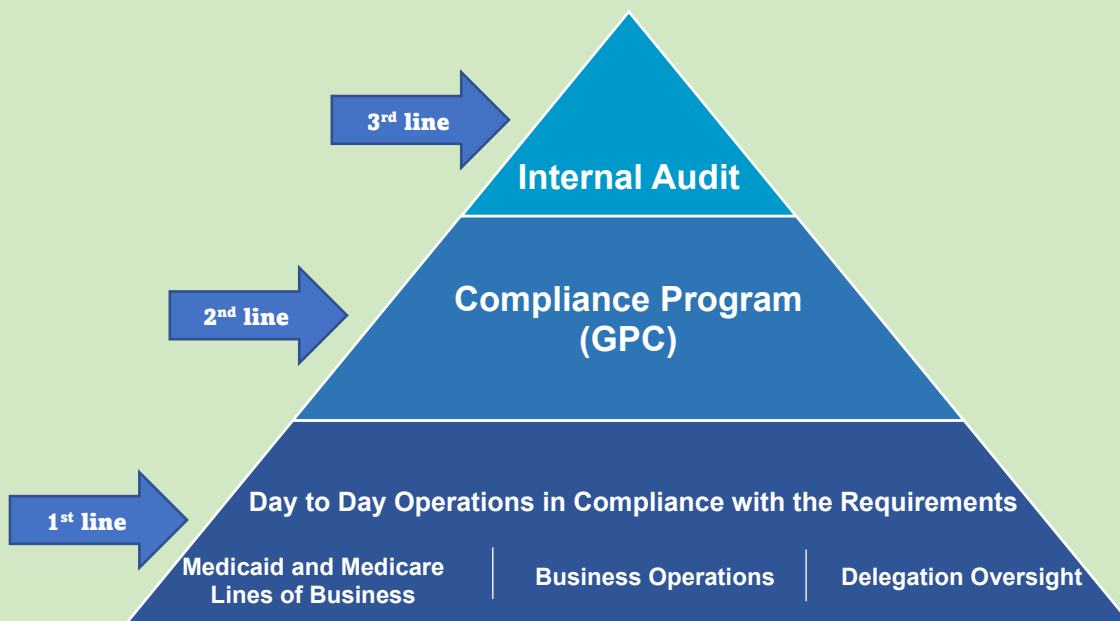 3rd line
Internal Audit
2nd line
Compliance Program
(GPC)
1st line
Day to Day Operations in Compliance with the Requirements
Medicaid and Medicare
Lines of Business
Business Operations
Delegation Oversight